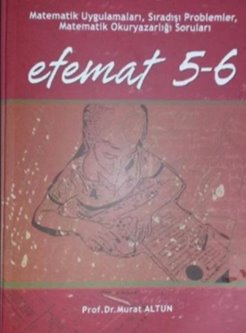 Matematik Uygulamaları, Sıradışı Problemler,
Matematik Okuryazarlığı Soruları
efemat 5-6
Prof.Dr.Murat ALTUN